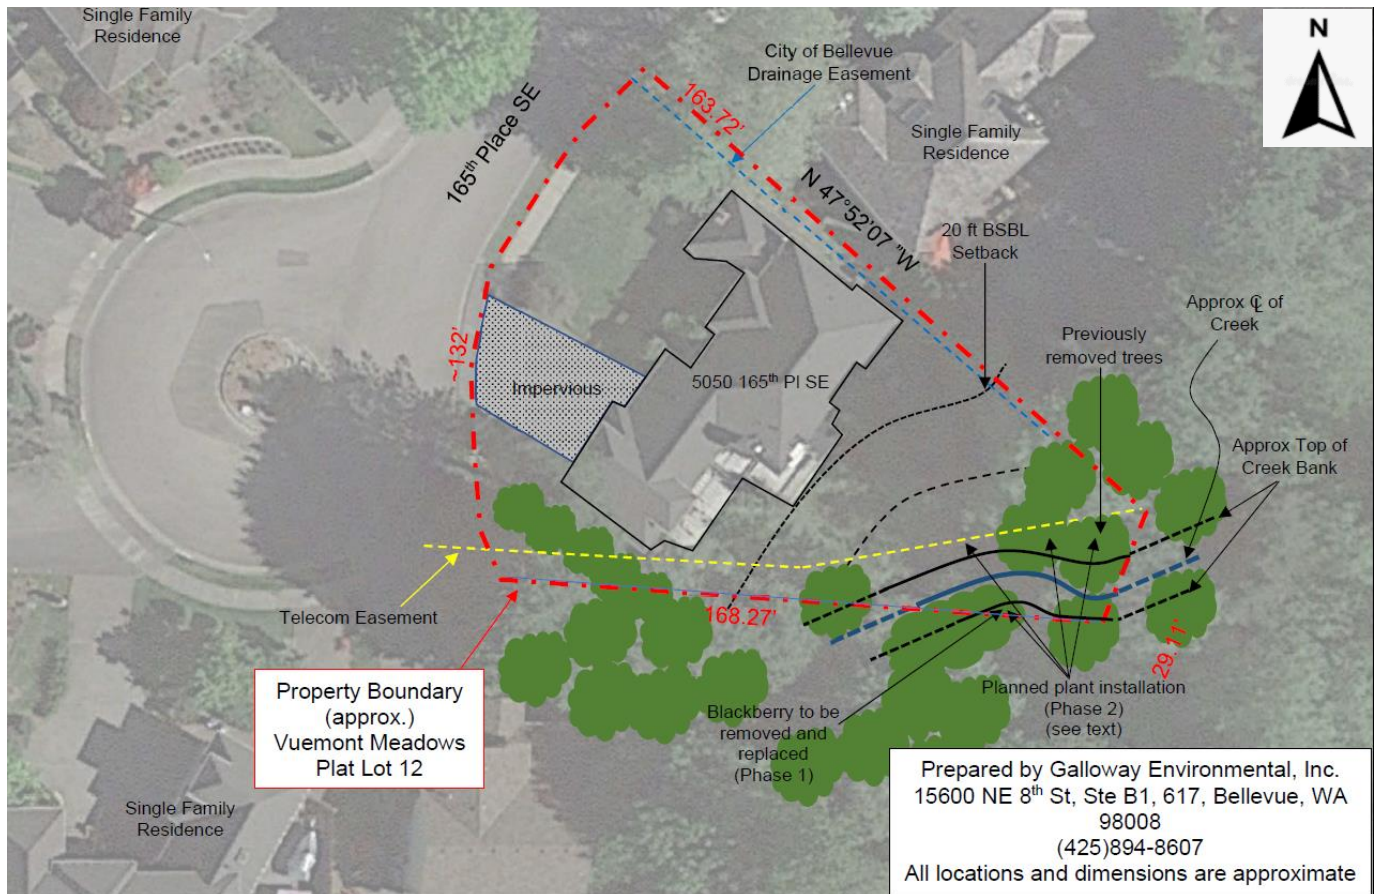 Single Family
Residence
N
City of Bellevue
Drainage Easement
165th Place SE
163.72'
Single Family
Residence
N 47°52'07 "W
20 ft BSBL
Setback
Approx ℄ of
Creek
Previously
removed trees
~132'
Impervious
5050 165th Pl SE
Approx Top of
Creek Bank
Telecom Easement
168.27'
29.11'
Property Boundary
(approx.)
Vuemont Meadows
Plat Lot 12
Planned plant installation
(Phase 2)
(see text)
Blackberry to be
removed and
replaced
(Phase 1)
Single Family
Residence
Prepared by Galloway Environmental, Inc.
15600 NE 8th St, Ste B1, 617, Bellevue, WA
98008
(425)894-8607
All locations and dimensions are approximate